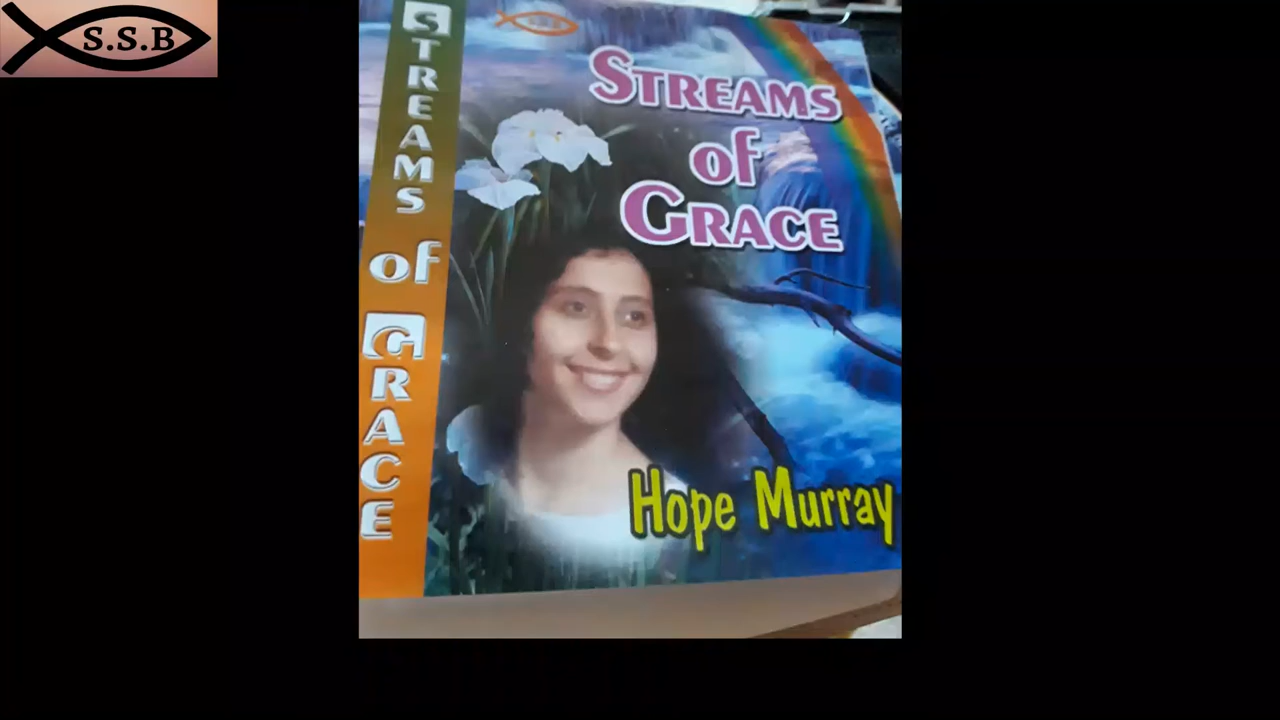 S.S.B
S.S.B
STREAMS
of
GRACE
STREAMS of GRACE
Hope Murray